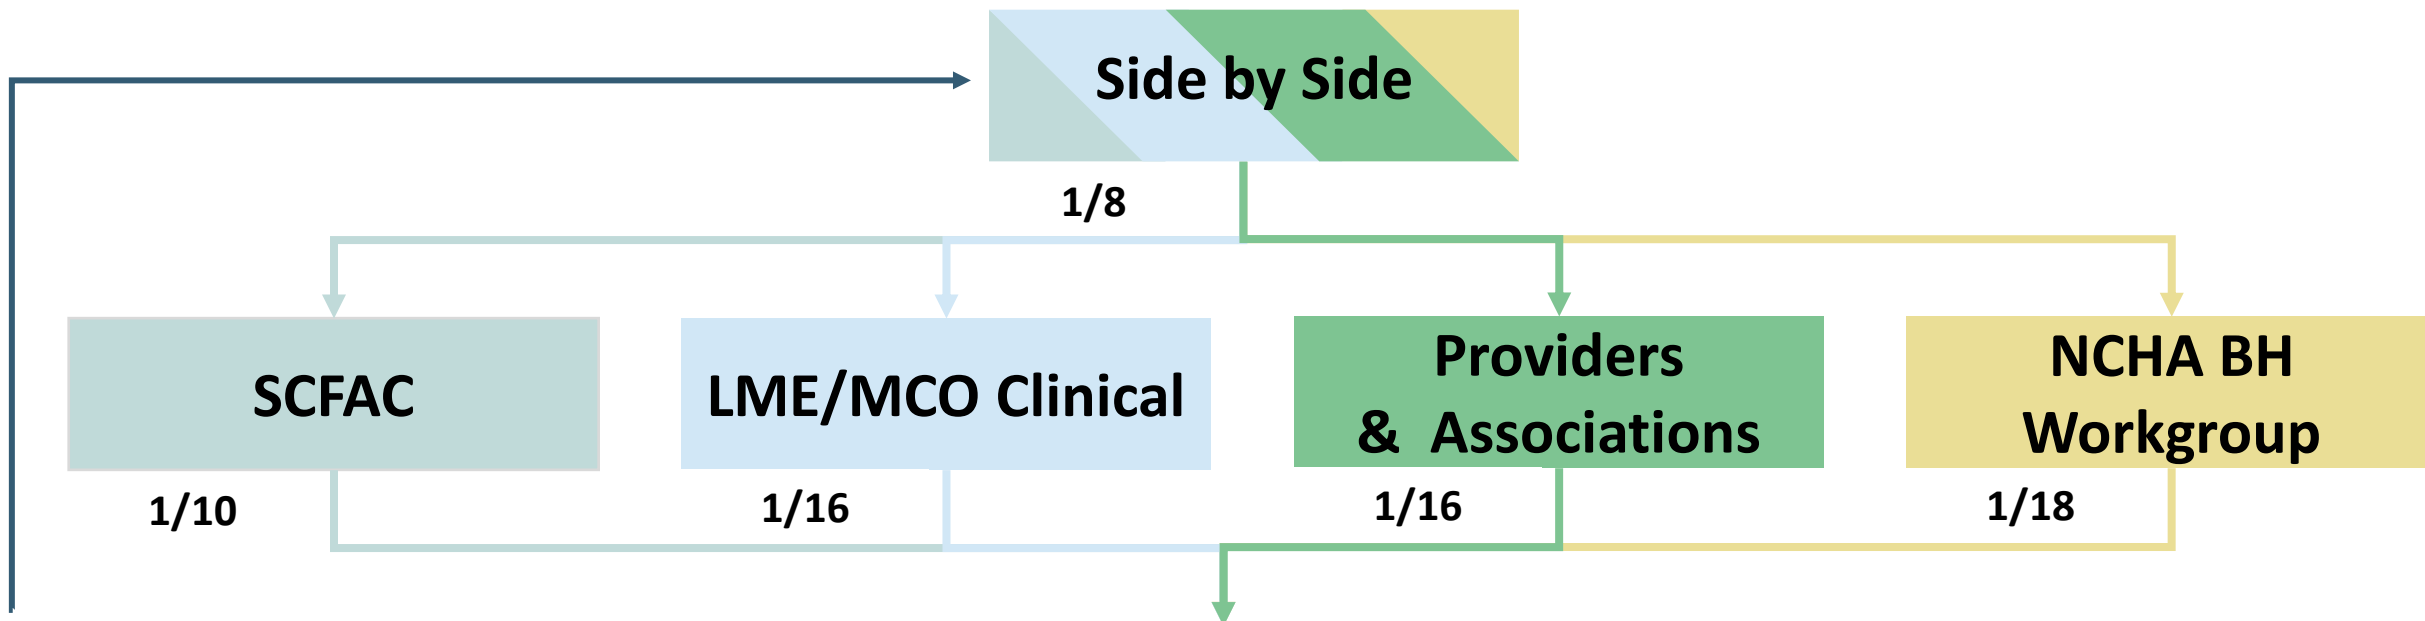 Side by Side
1/8
SCFAC
LME/MCO Clinical
Providers
& Associations
NCHA BH
Workgroup
1/10
1/16
1/16
1/18